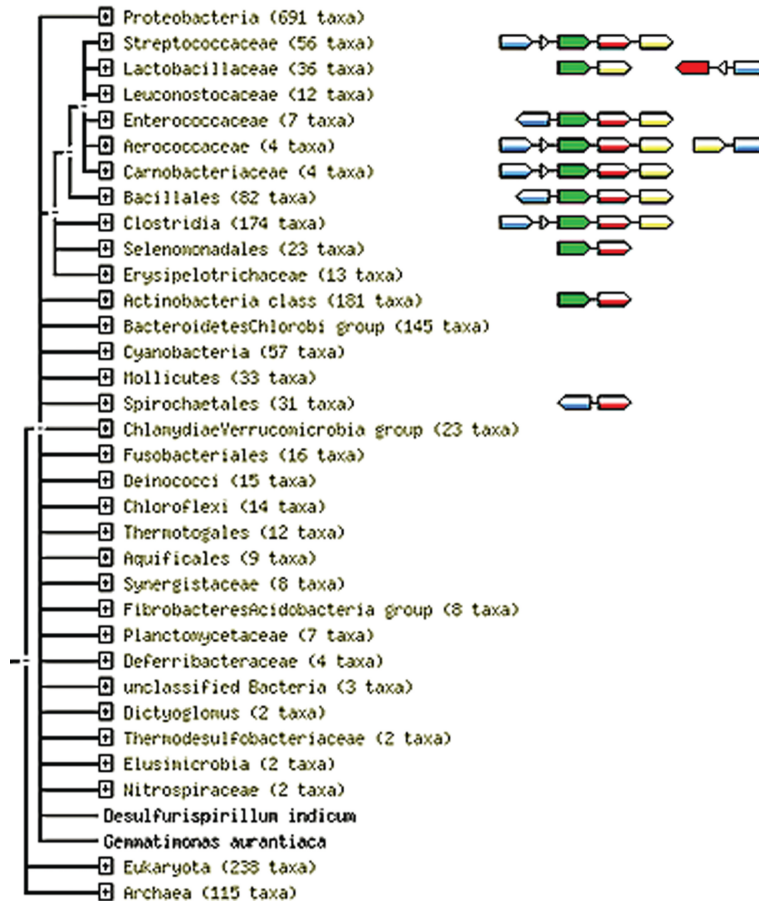 Proteobacteria (691 taxa)
Streptococcaceae (56 taxa)
Lactobacillaceae (36 taxa)
Leuconostocaceae (12 taxa)
Enterococcaceae (7 taxa)
Aerococcaceae (4 taxa)
Carnobacteriaceae (4 taxa)
Bacillales (82 taxa)
Clostridia (174 taxa)
Selenomonadales (23 taxa)
Erysipelotrichaceae (13 taxa)
Actinobacteria class (181 taxa)
BacteroidetesChlorobi group (145 taxa)
Cyanobacteria (57 taxa)
Mollicutes (33 taxa)
Spirochaetales (31 taxa)
ChlamydiaeVerrucomicrobia group (23 taxa)
Fusobacteriales (16 taxa)
Deinococci (15 taxa)
Chloroflexi (14 taxa)
Thermotogales (12 taxa)
Aquificales (9 taxa)
Synergistaceae (8 taxa)
FibrobacteresAcidobacteria group (8 taxa)
Planctomycetaceae (7 taxa)
Deferribacteraceae (4 taxa)
unclassified Bacteria (3 taxa)
Dictyoglomus (2 taxa)
Thermodesulfobacteriaceae (2 taxa)
Elusimicrobia (2 taxa)
Nitrospiraceae (2 taxa)
Desulfurispirillum indicum
Gemmatimonas aurantiaca
Eukaryota (238 taxa)
Archaea (115 taxa)